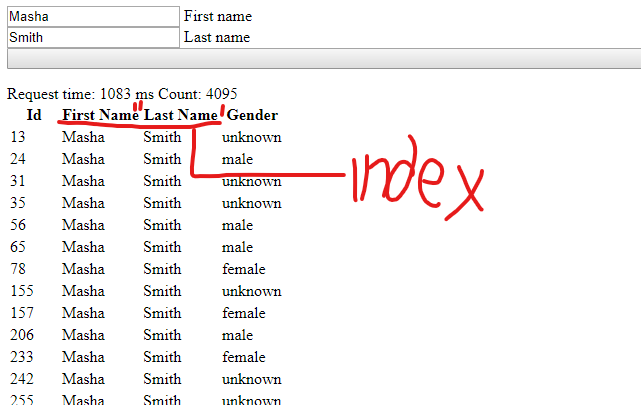 Masha First name
Smith Last name
Request time: 1083 ms Count: 4095
Id First Name Last Name Gender
13 Masha Smith unknown
24 Masha Smith male
31 Masha Smith unknown
index
35 Masha Smith unknown
56 Masha Smith male
65 Masha Smith male
78 Masha Smith female
155 Masha Smith unknown
157 Masha Smith female
206 Masha Smith male
233 Masha Smith female
242 Masha Smith unknown
255 Masha Smith unknown